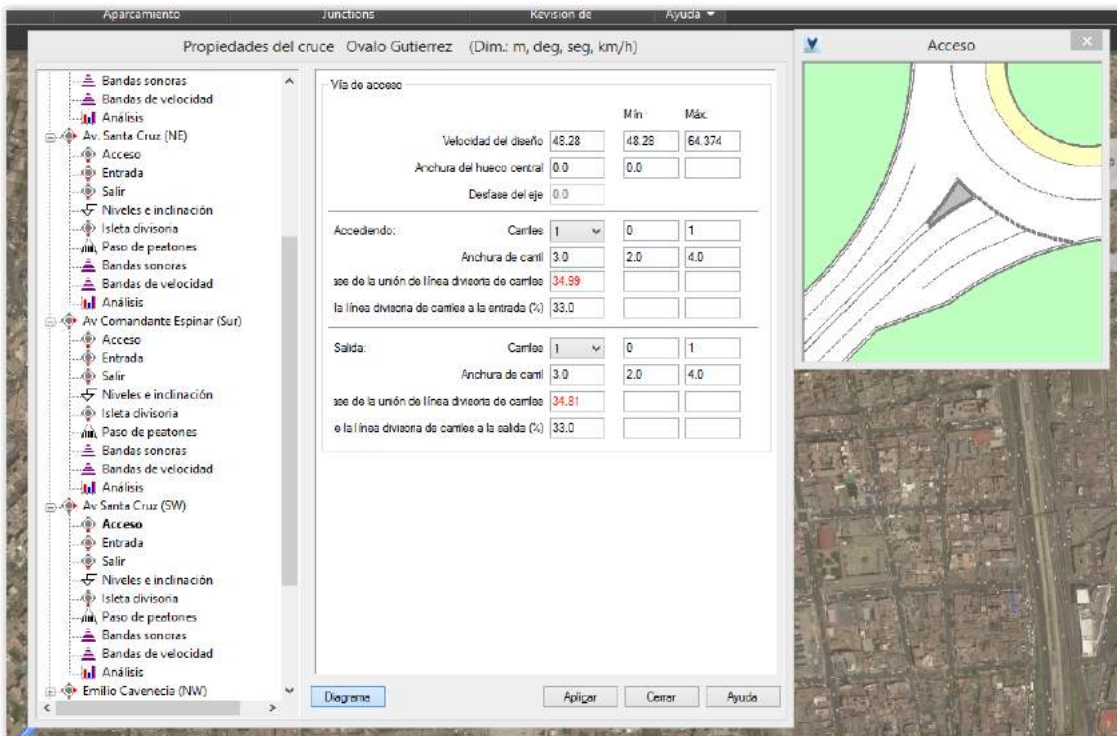 Aparcamiento Junctions Revisión de Ayuda
Propiedades del cruce Ovalo Gutierrez (Dim.: m, deg, seg, km/h)
Acceso
Bandas sonoras
Bandas de velocidad
Análisis
Av. Santa Cruz (NE)
Acceso
Entrada
Salir
Niveles e inclinación
Isleta divisoria
Paso de peatones
Bandas sonoras
Bandas de velocidad
Análisis
Av Comandante Espinar (Sur)
Acceso
Entrada
Salir
Niveles e inclinación
Isleta divisoria
Paso de peatones
Bandas sonoras
Bandas de velocidad
Análisis
Av Santa Cruz (SW)
Acceso
Entrada
Salir
Niveles e inclinación
Isleta divisoria
Paso de peatones
Bandas sonoras
Bandas de velocidad
Análisis
Emilio Cavenecia (NW)
Vía de acceso
Mín Máx.
Velocidad del diseño 48.28 48.28 64.374
Anchura del hueco central 0.0 0.0
Desfase del eje 0.0
Accediendo: Carriles 1 0 1
Anchura de carril 3.0 2.0 4.0
ase de la unión de línea divisoria de carriles 34.99
la línea divisoria de carriles a la entrada (%) 33.0
Salida: Carriles 1 0 1
Anchura de carril 3.0 2.0 4.0
ase de la unión de línea divisoria de carriles 34.81
e la línea divisoria de carriles a la salida (%) 33.0
Diagrama Aplicar Cerrar Ayuda